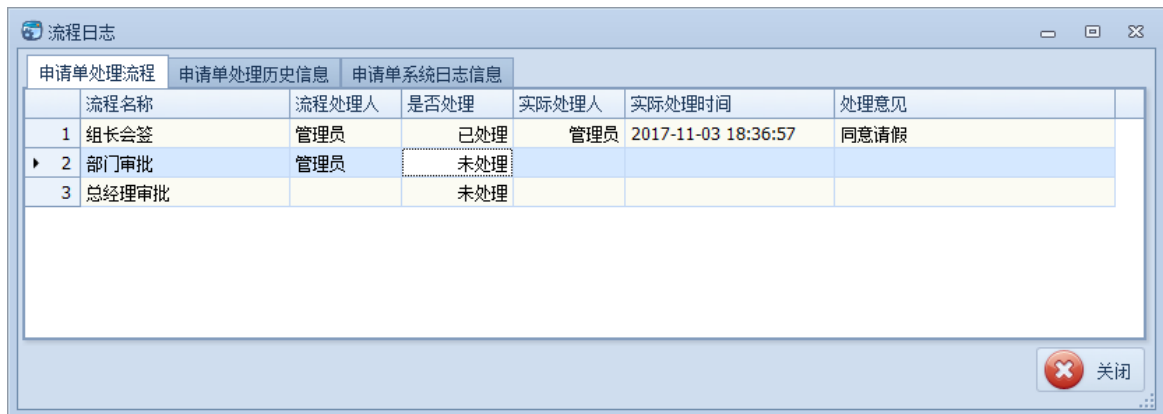 流程日志
申请单处理流程 申请单处理历史信息 申请单系统日志信息
流程名称 流程处理人 是否处理 实际处理人 实际处理时间 处理意见
1 组长会签 管理员 已处理 管理员 2017-11-03 18:36:57 同意请假
2 部门审批 管理员 未处理
3 总经理审批 未处理
关闭